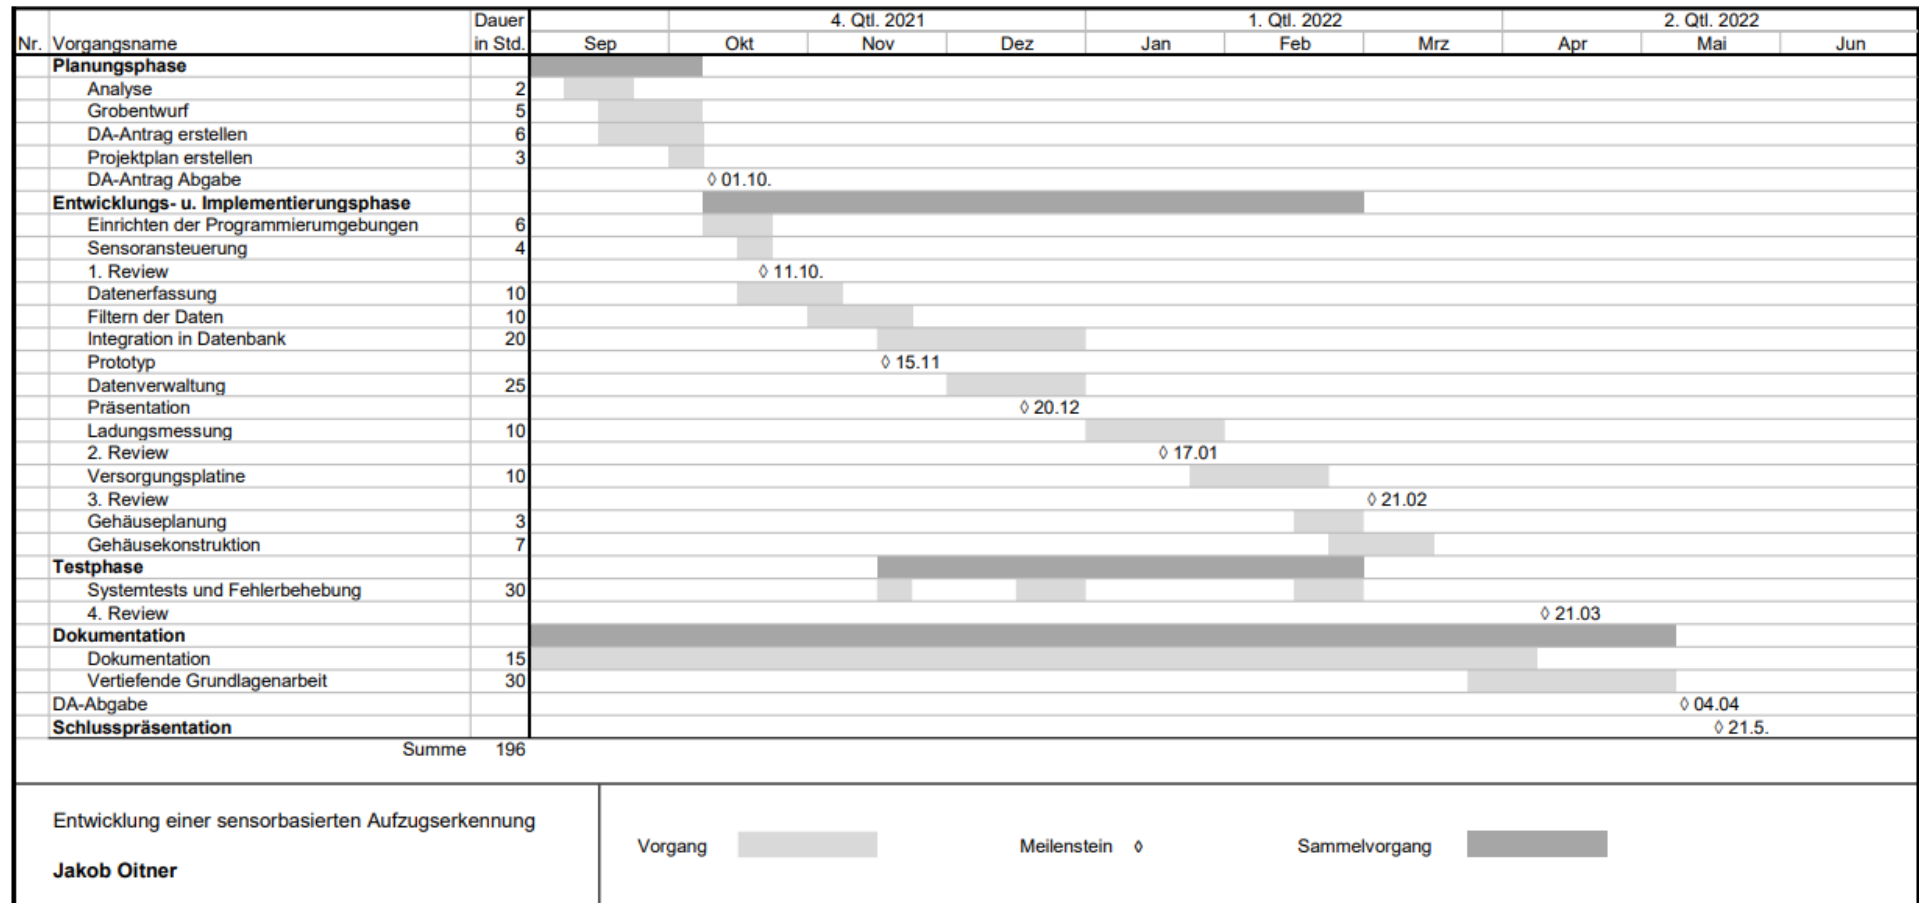 Dauer 4. Qtl. 2021 1. Qtl. 2022 2. Qtl. 2022
Nr. Vorgangsname in Std. Sep Okt Nov Dez Jan Feb Mrz Apr Mai Jun
Planungsphase
Analyse 2
Grobentwurf 5
DA-Antrag erstellen 6
Projektplan erstellen 3
DA-Antrag Abgabe ◊ 01.10.
Entwicklungs- u. Implementierungsphase
Einrichten der Programmierumgebungen 6
Sensoransteuerung 4
1. Review ◊ 11.10.
Datenerfassung 10
Filtern der Daten 10
Integration in Datenbank 20
Prototyp ◊ 15.11
Datenverwaltung 25
Präsentation ◊ 20.12
Ladungsmessung 10
2. Review ◊ 17.01
Versorgungsplatine 10
3. Review ◊ 21.02
Gehäuseplanung 3
Gehäusekonstruktion 7
Testphase
Systemtests und Fehlerbehebung 30
4. Review ◊ 21.03
Dokumentation
Dokumentation 15
Vertiefende Grundlagenarbeit 30
DA-Abgabe ◊ 04.04
Schlusspräsentation ◊ 21.5.
Summe 196
Entwicklung einer sensorbasierten Aufzugserkennung
Jakob Oitner
Vorgang Meilenstein ◊ Sammelvorgang